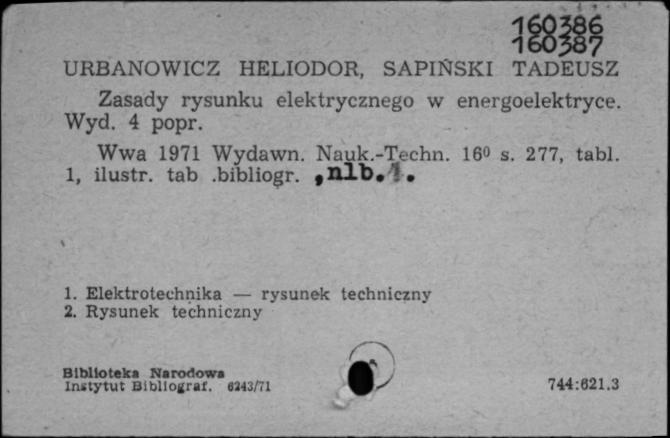 160386
160387
URBANOWICZ HELIODOR, SAPIŃSKI TADEUSZ
Zasady rysunku elektrycznego w energoelektryce.
Wyd. 4 popr.
Wwa 1971 Wydawn. Nauk.-Techn. 16⁰ s. 277, tabl.
1, ilustr. tab .bibliogr. ,nlb.1.
1. Elektrotechnika — rysunek techniczny
2. Rysunek techniczny
Biblioteka Narodowa
Instytut Bibliograf. 6243/71
744:621.3